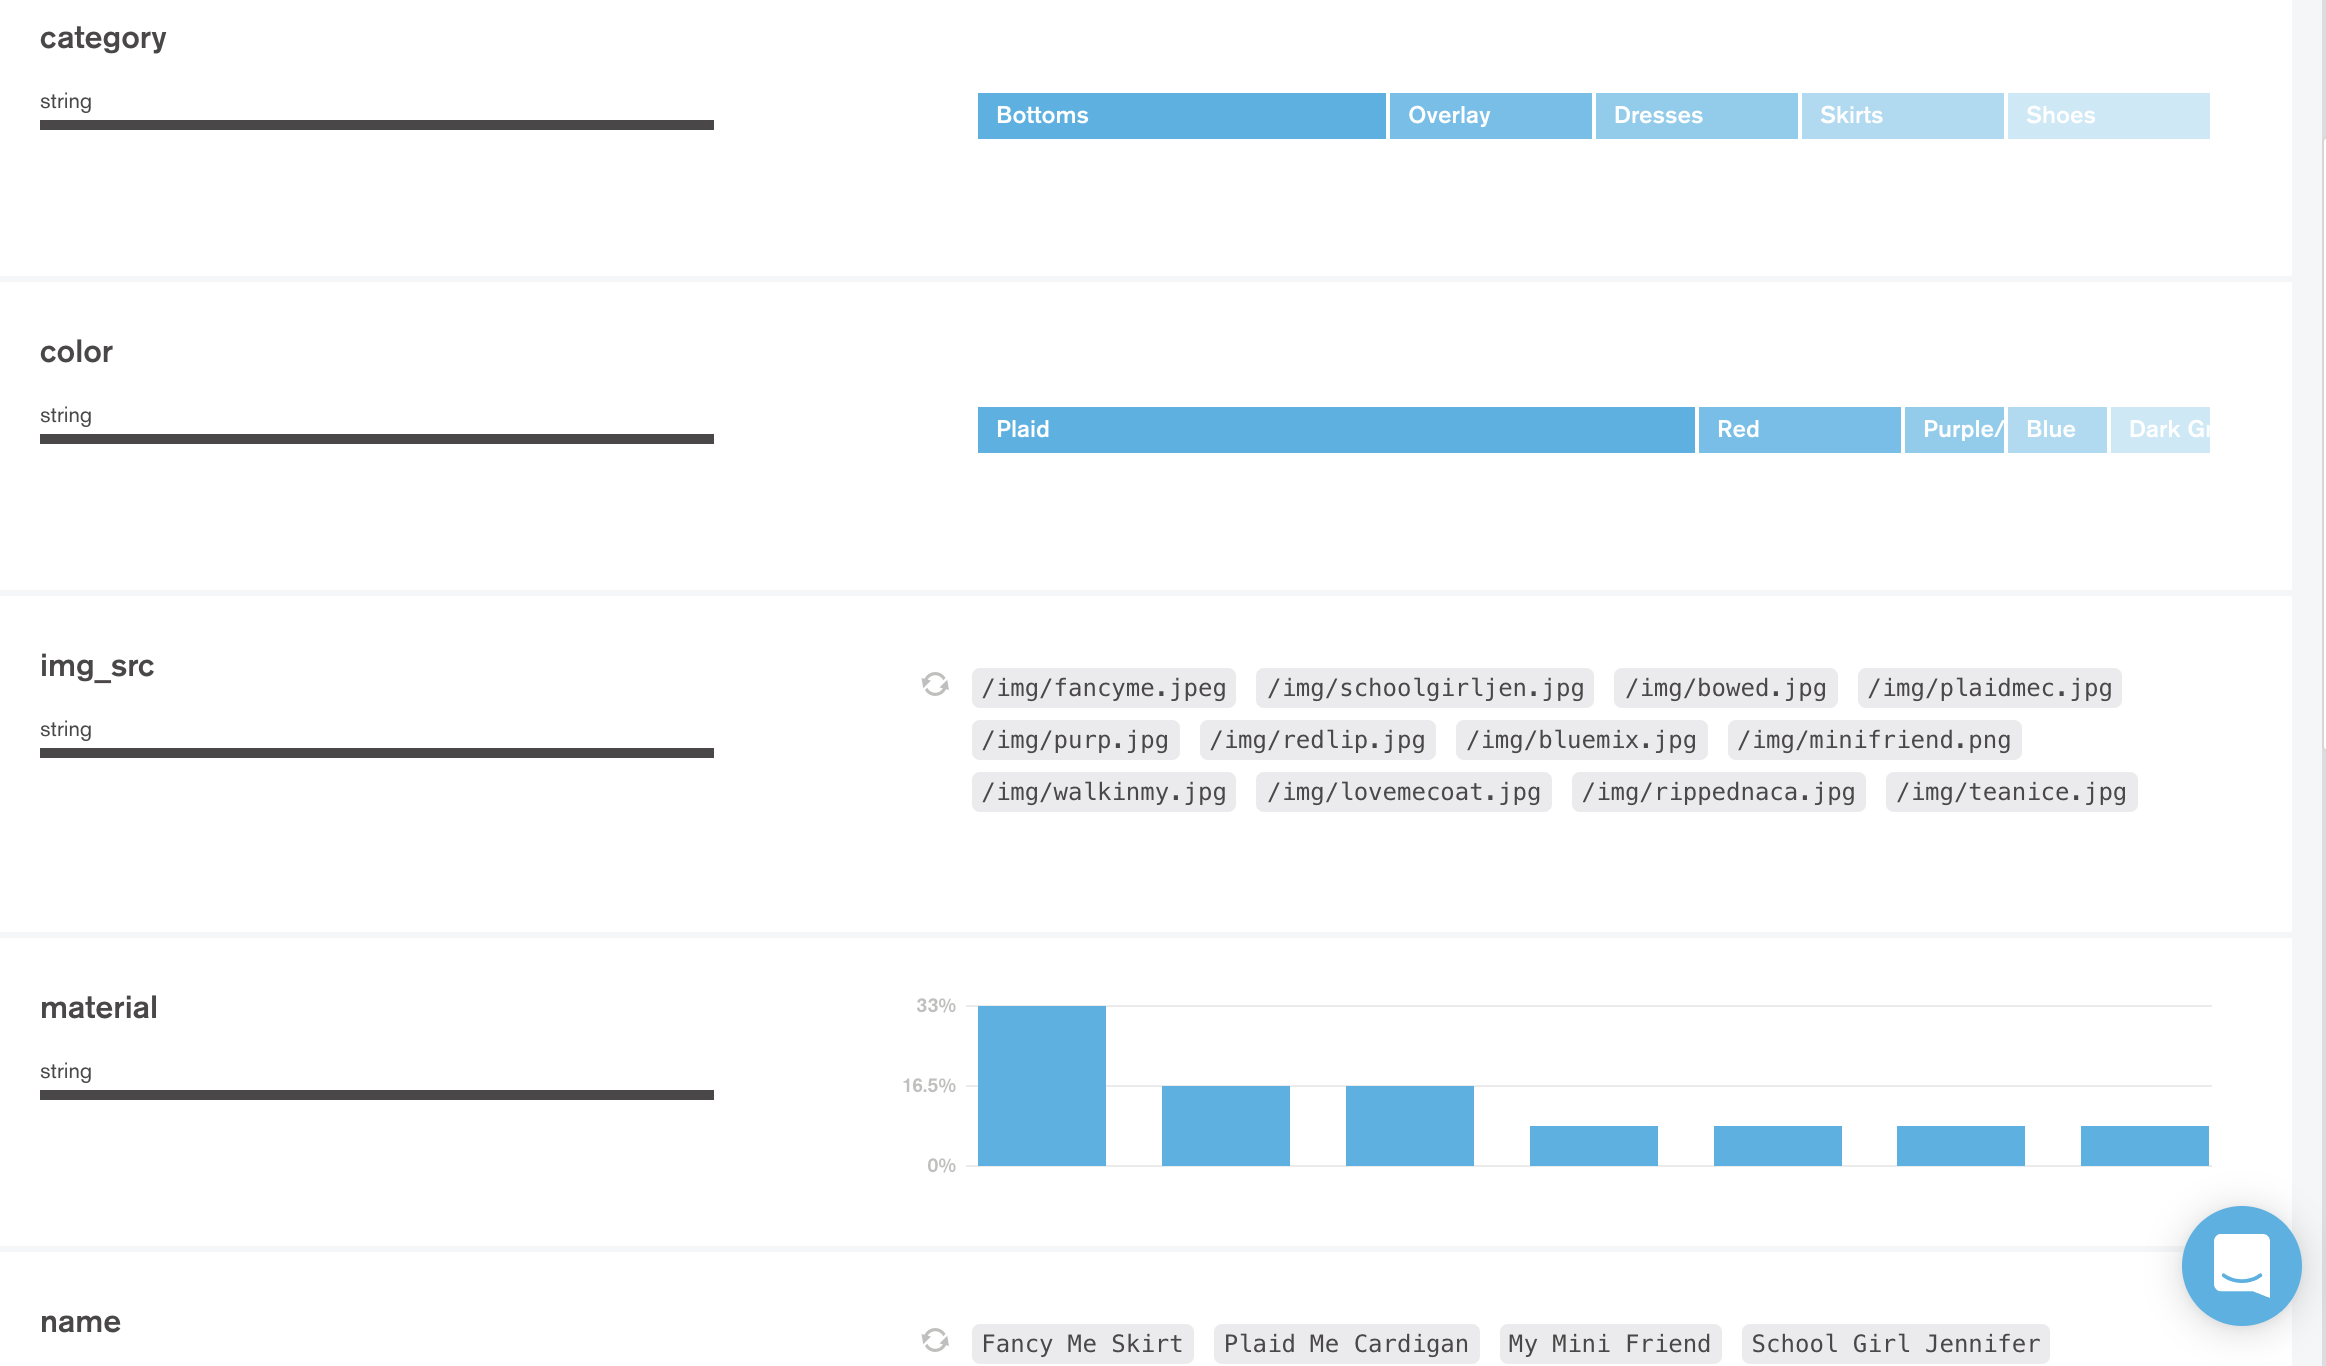 category
string
Bottoms Overlay Dresses Skirts Shoes
color
string
Plaid Red Purple/ Blue Dark Gr
img_src
/img/fancyme.jpeg /img/schoolgirljen.jpg /img/bowed.jpg /img/plaidmec.jpg
string
/img/purp.jpg /img/redlip.jpg /img/bluemix.jpg /img/minifriend.png
/img/walkinmy.jpg /img/lovemecoat.jpg /img/rippednaca.jpg /img/teanice.jpg
material
33%
string
16.5%
0%
name
Fancy Me Skirt Plaid Me Cardigan My Mini Friend School Girl Jennifer